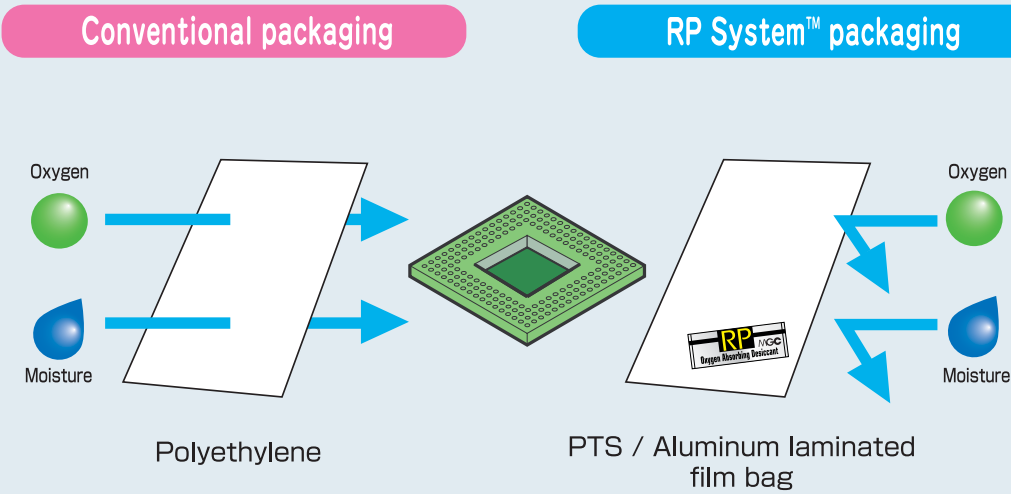 Conventional packaging
RP System™ packaging
Oxygen
Moisture
Polyethylene
RP MGC
Oxygen Absorbing Desiccant
Oxygen
Moisture
PTS / Aluminum laminated
film bag